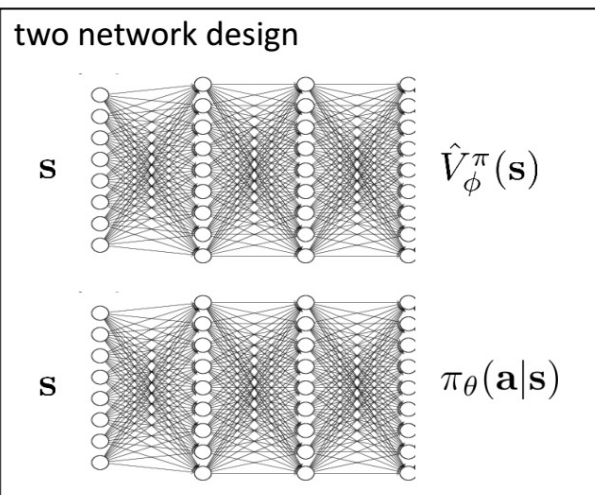 two network design
s
V̂^π_ϕ(s)
s
π_θ(a|s)